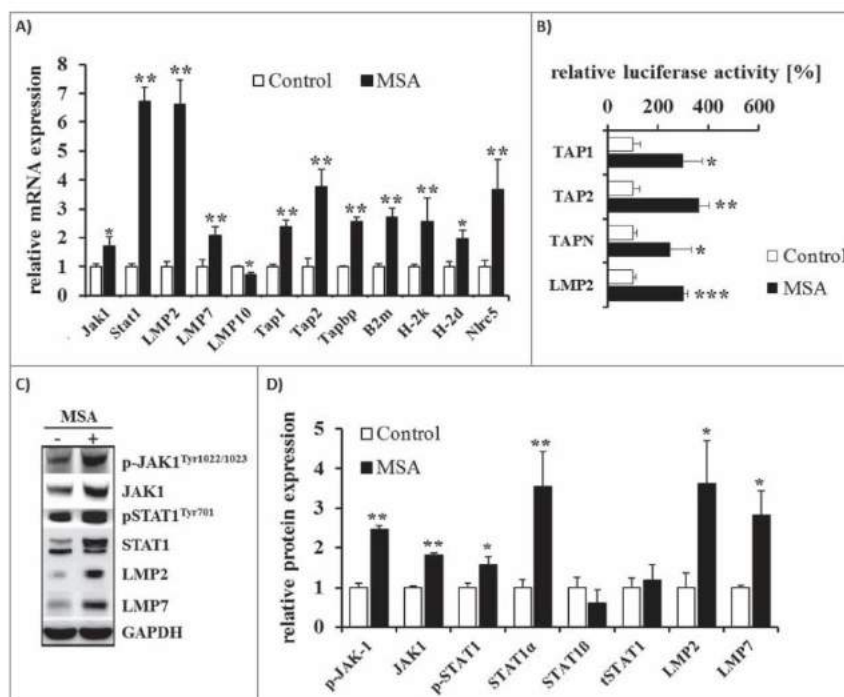 A)
relative mRNA expression
8
7
6
5
4
3
2
1
0
Control MSA
* ** ** ** * ** ** ** ** ** * **
Jak1 Stat1 LMP2 LMP7 LMP10 Tap1 Tap2 Tapbp B2m H-2k H-2d Nlrc5
B)
relative luciferase activity [%]
0 200 400 600
TAP1 *
TAP2 **
TAPN *
LMP2 ***
Control
MSA
C)
MSA
- +
p-JAK1Tyr1022/1023
JAK1
pSTAT1Tyr701
STAT1
LMP2
LMP7
GAPDH
D)
relative protein expression
5
4
3
2
1
0
Control
MSA
** ** * ** * *
p-JAK-1 JAK1 p-STAT1 STAT1α STAT1ß tSTAT1 LMP2 LMP7